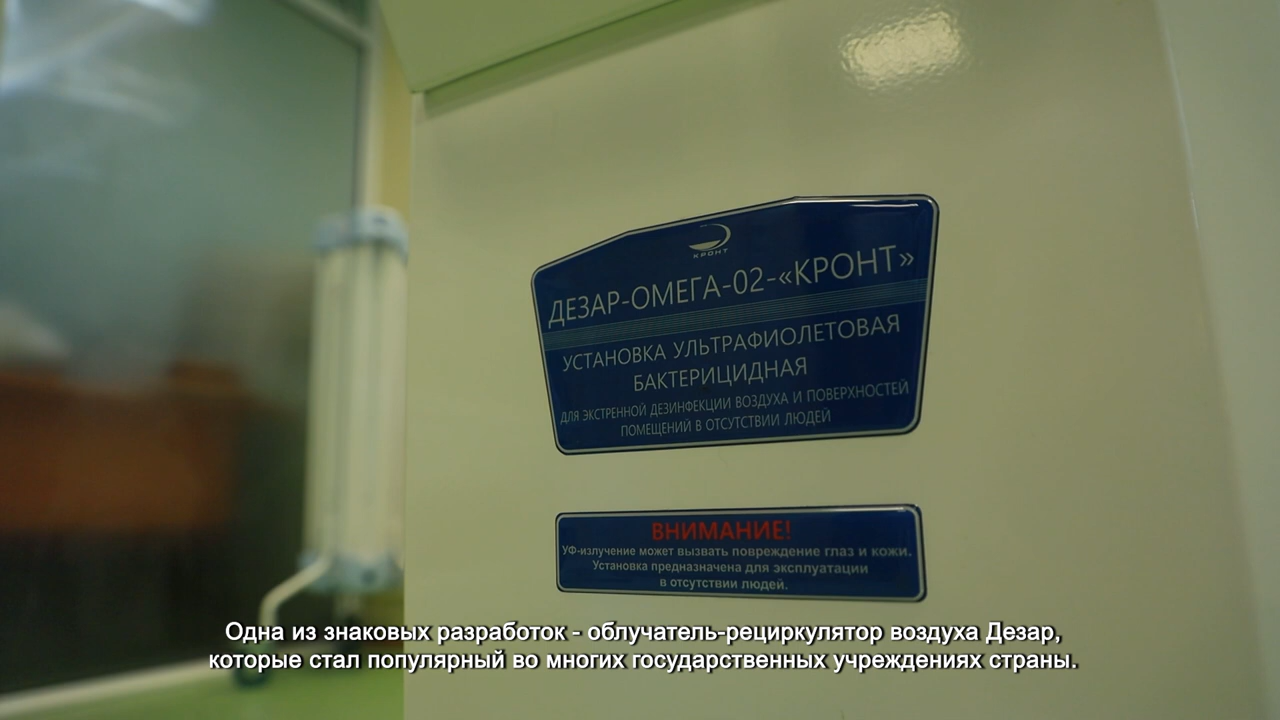 КРОНТ
ДЕЗАР-ОМЕГА-02-«КРОНТ»
УСТАНОВКА УЛЬТРАФИОЛЕТОВАЯ
БАКТЕРИЦИДНАЯ
ДЛЯ ЭКСТРЕННОЙ ДЕЗИНФЕКЦИИ ВОЗДУХА И ПОВЕРХНОСТЕЙ
ПОМЕЩЕНИЙ В ОТСУТСТВИИ ЛЮДЕЙ
ВНИМАНИЕ!
УФ-излучение может вызвать повреждение глаз и кожи.
Установка предназначена для эксплуатации
в отсутствии людей.
Одна из знаковых разработок - облучатель-рециркулятор воздуха Дезар,
которые стал популярный во многих государственных учреждениях страны.